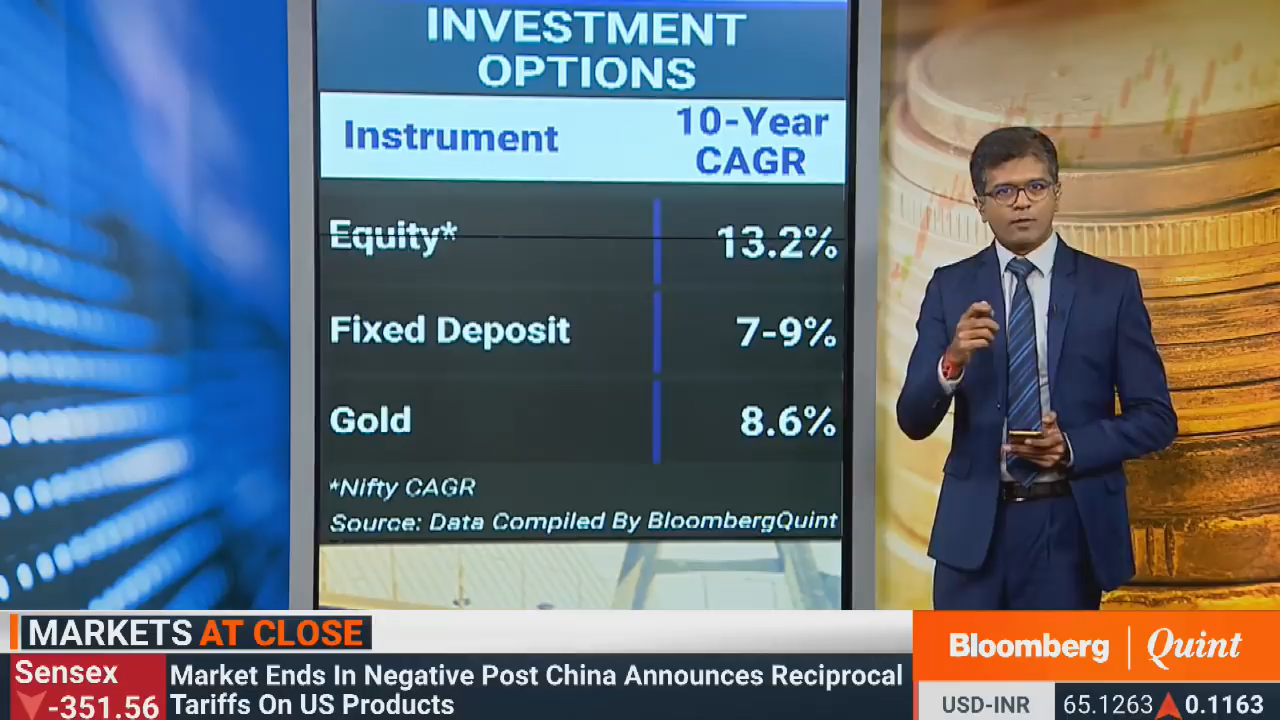 INVESTMENT
OPTIONS
Instrument
10-Year
CAGR
Equity* 13.2%
Fixed Deposit 7-9%
Gold 8.6%
*Nifty CAGR
Source: Data Compiled By BloombergQuint
MARKETS AT CLOSE
Sensex
-351.56
Market Ends In Negative Post China Announces Reciprocal
Tariffs On US Products
Bloomberg | Quint
USD-INR 65.1263 0.1163